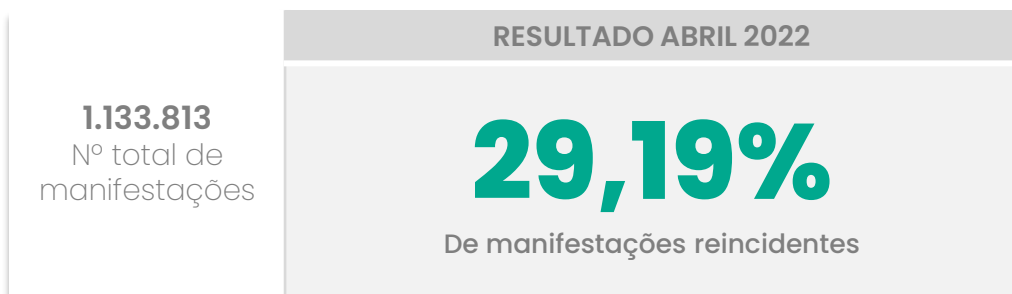 RESULTADO ABRIL 2022
1.133.813
Nº total de
manifestações
29,19%
De manifestações reincidentes